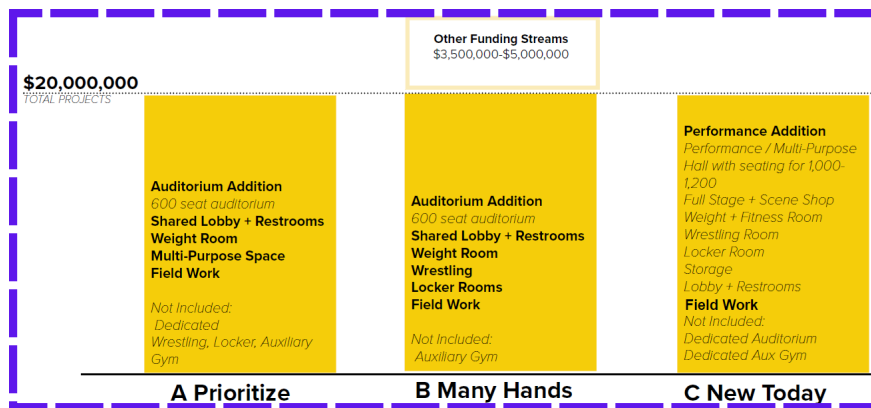 Other Funding Streams
$3,500,000-$5,000,000
$20,000,000
TOTAL PROJECTS
Auditorium Addition
600 seat auditorium
Shared Lobby + Restrooms
Weight Room
Multi-Purpose Space
Field Work
Not Included:
Dedicated
Wrestling, Locker, Auxiliary
Gym
A Prioritize
Auditorium Addition
600 seat auditorium
Shared Lobby + Restrooms
Weight Room
Wrestling
Locker Rooms
Field Work
Not Included:
Auxiliary Gym
B Many Hands
Performance Addition
Performance / Multi-Purpose
Hall with seating for 1,000-
1,200
Full Stage + Scene Shop
Weight + Fitness Room
Wrestling Room
Locker Room
Storage
Lobby + Restrooms
Field Work
Not Included:
Dedicated Auditorium
Dedicated Aux Gym
C New Today